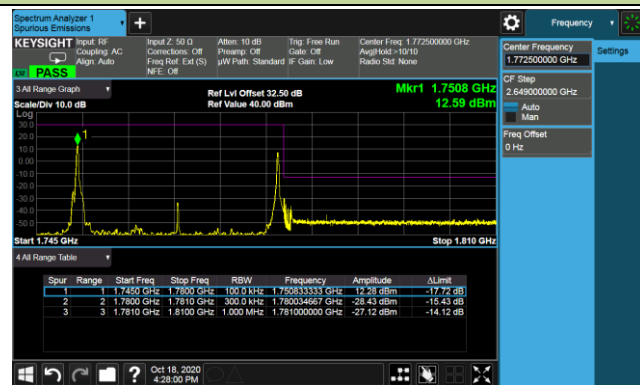 Spectrum Analyzer 1
Spurious Emissions
+
Frequency
KEYSIGHT
Input: RF
Coupling: AC
Align: Auto
Input Z: 50 Ω
Corrections: Off
Freq Ref: Ext (S)
NFE: Off
Atten: 10 dB
Preamp: Off
µW Path: Standard
Trig: Free Run
Gate: Off
IF Gain: Low
Center Freq: 1.772500000 GHz
Avg|Hold:>10/10
Radio Std: None
PASS
Center Frequency
1.772500000 GHz
Settings
CF Step
2.649000000 GHz
Auto
Man
Freq Offset
0 Hz
3 All Range Graph
Scale/Div 10.0 dB
Ref Lvl Offset 32.50 dB
Ref Value 40.00 dBm
Mkr1 1.7508 GHz
12.59 dBm
Log
30.0
20.0
10.0
0.00
-10.0
-20.0
-30.0
-40.0
-50.0
1
Start 1.745 GHz
Stop 1.810 GHz
4 All Range Table
Spur Range Start Freq Stop Freq RBW Frequency Amplitude ΔLimit
1 1 1.7450 GHz 1.7800 GHz 100.0 kHz 1.750833333 GHz 12.28 dBm -17.72 dB
2 2 1.7800 GHz 1.7810 GHz 300.0 kHz 1.780034667 GHz -28.43 dBm -15.43 dB
3 3 1.7810 GHz 1.8100 GHz 1.000 MHz 1.781000000 GHz -27.12 dBm -14.12 dB
?
Oct 18, 2020
4:28:00 PM